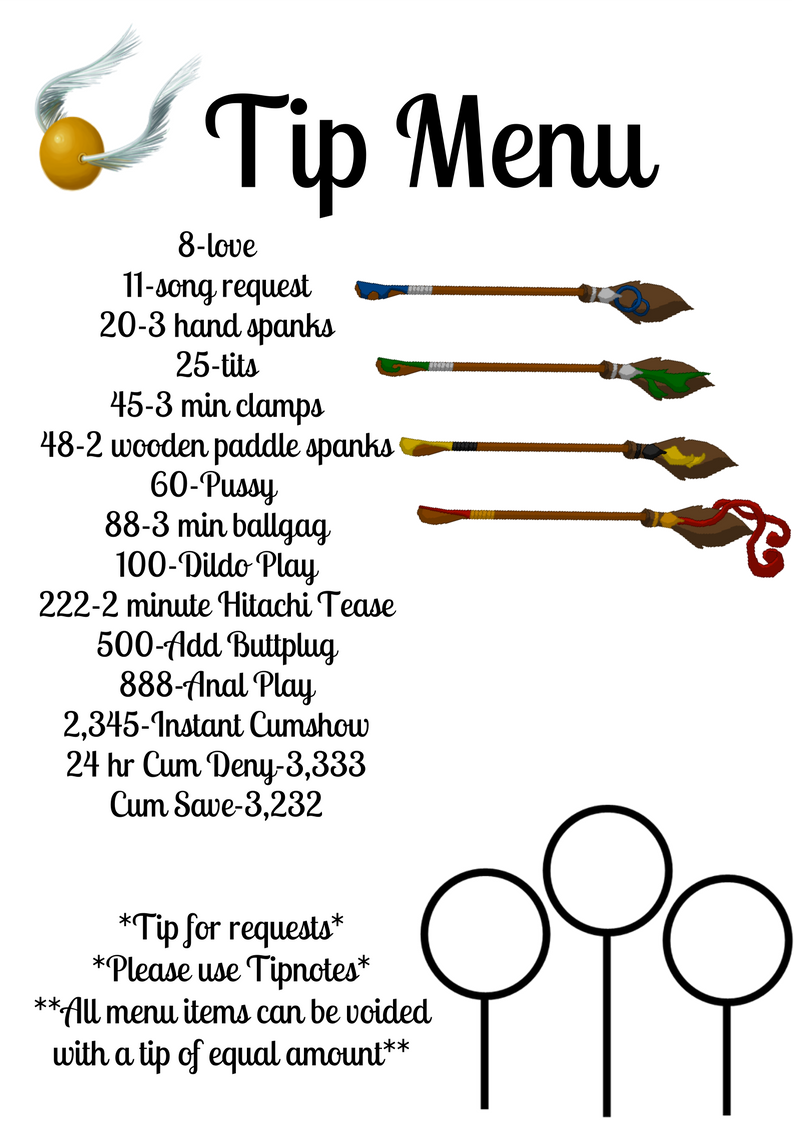 Tip Menu
8-love
11-song request
20-3 hand spanks
25-tits
45-3 min clamps
48-2 wooden paddle spanks
60-Pussy
88-3 min ballgag
100-Dildo Play
222-2 minute Hitachi Tease
500-Add Buttplug
888-Anal Play
2,345-Instant Cumshow
24 hr Cum Deny-3,333
Cum Save-3,232
*Tip for requests*
*Please use Tipnotes*
**All menu items can be voided
with a tip of equal amount**